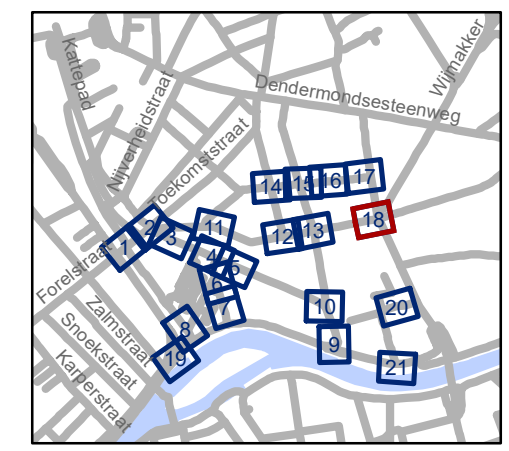 Kattepad
Wijmakker
Dendermondsesteenweg
Nijverheidstraat
Toekomststraat
14
15
16
17
18
11
2
3
1
12
13
4
5
6
Forelstraat
7
10
20
8
9
19
21
Zalmstraat
Snoekstraat
Karperstraat